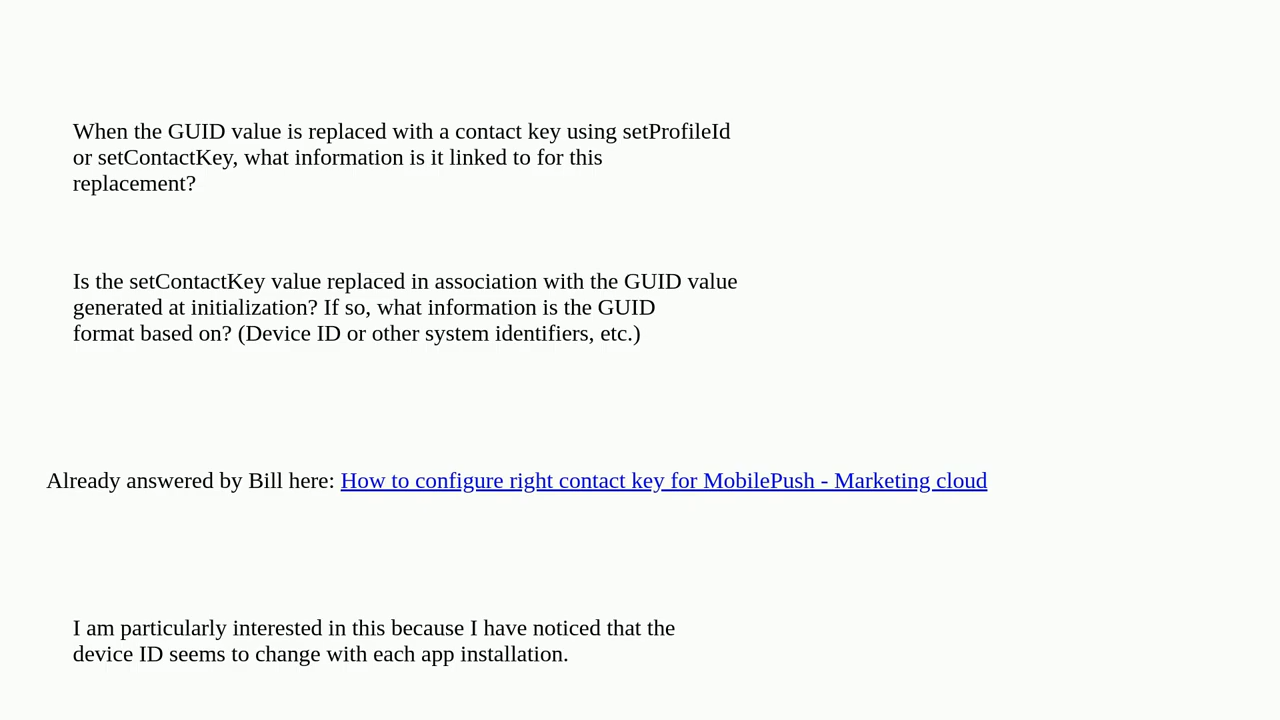 When the GUID value is replaced with a contact key using setProfileId
or setContactKey, what information is it linked to for this
replacement?
Is the setContactKey value replaced in association with the GUID value
generated at initialization? If so, what information is the GUID
format based on? (Device ID or other system identifiers, etc.)
Already answered by Bill here: How to configure right contact key for MobilePush - Marketing cloud
I am particularly interested in this because I have noticed that the
device ID seems to change with each app installation.